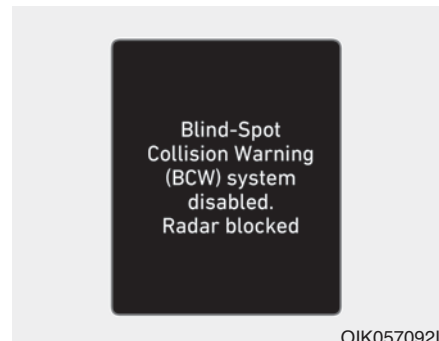 Blind-Spot
Collision Warning
(BCW) system
disabled.
Radar blocked
OIK057092L